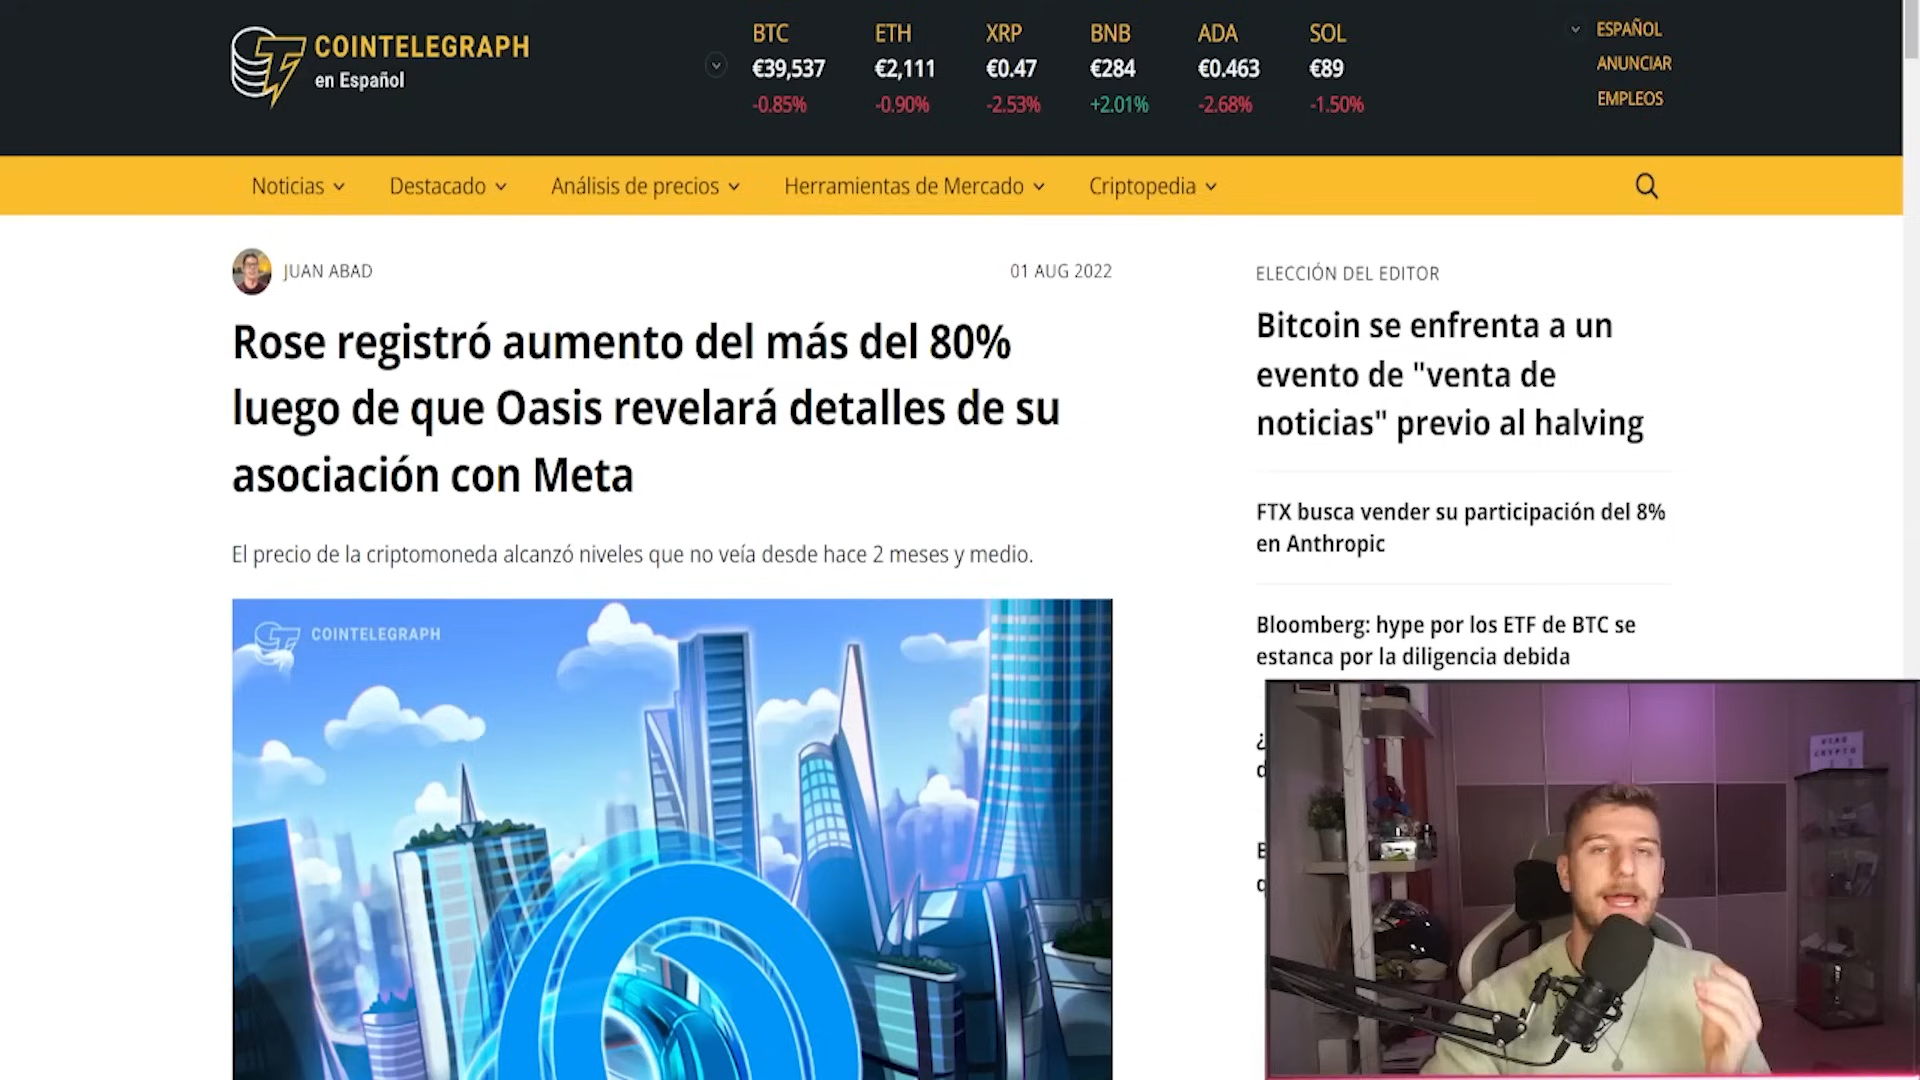 COINTELEGRAPH
en Español
BTC
€39,537
-0.85%
ETH
€2,111
-0.90%
XRP
€0.47
-2.53%
BNB
€284
+2.01%
ADA
€0.463
-2.68%
SOL
€89
-1.50%
ESPAÑOL
ANUNCIAR
EMPLEOS
Noticias
Destacado
Análisis de precios
Herramientas de Mercado
Criptopedia
JUAN ABAD
01 AUG 2022
Rose registró aumento del más del 80%
luego de que Oasis revelará detalles de su
asociación con Meta
El precio de la criptomoneda alcanzó niveles que no veía desde hace 2 meses y medio.
COINTELEGRAPH
ELECCIÓN DEL EDITOR
Bitcoin se enfrenta a un
evento de "venta de
noticias" previo al halving
FTX busca vender su participación del 8%
en Anthropic
Bloomberg: hype por los ETF de BTC se
estanca por la diligencia debida
CRYPTO